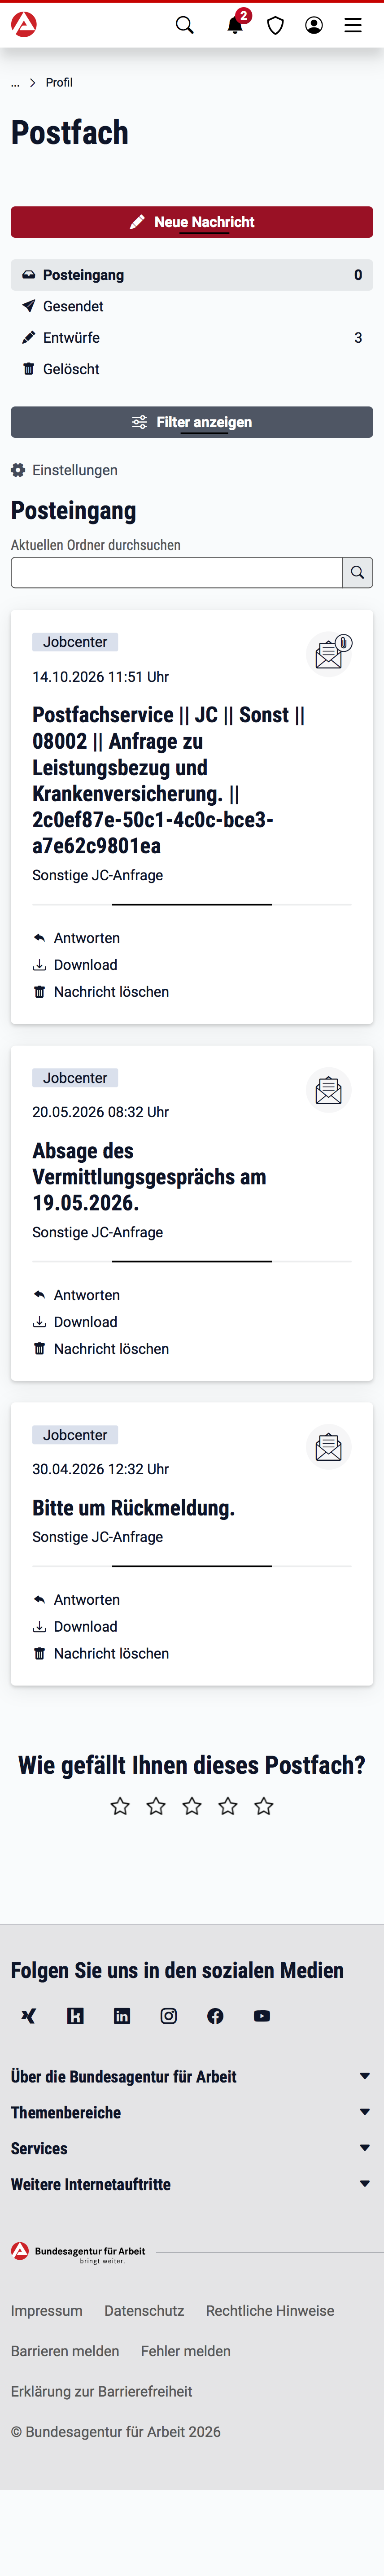 2
... > Profil
Postfach
Neue Nachricht
Posteingang 0
Gesendet
Entwürfe 3
Gelöscht
Filter anzeigen
Einstellungen
Posteingang
Aktuellen Ordner durchsuchen
Jobcenter
14.10.2026 11:51 Uhr
Postfachservice || JC || Sonst ||
08002 || Anfrage zu
Leistungsbezug und
Krankenversicherung. ||
2c0ef87e-50c1-4c0c-bce3-
a7e62c9801ea
Sonstige JC-Anfrage
Antworten
Download
Nachricht löschen
Jobcenter
20.05.2026 08:32 Uhr
Absage des
Vermittlungsgesprächs am
19.05.2026.
Sonstige JC-Anfrage
Antworten
Download
Nachricht löschen
Jobcenter
30.04.2026 12:32 Uhr
Bitte um Rückmeldung.
Sonstige JC-Anfrage
Antworten
Download
Nachricht löschen
Wie gefällt Ihnen dieses Postfach?
Folgen Sie uns in den sozialen Medien
Über die Bundesagentur für Arbeit
Themenbereiche
Services
Weitere Internetauftritte
Bundesagentur für Arbeit
bringt weiter.
Impressum Datenschutz Rechtliche Hinweise
Barrieren melden Fehler melden
Erklärung zur Barrierefreiheit
© Bundesagentur für Arbeit 2026